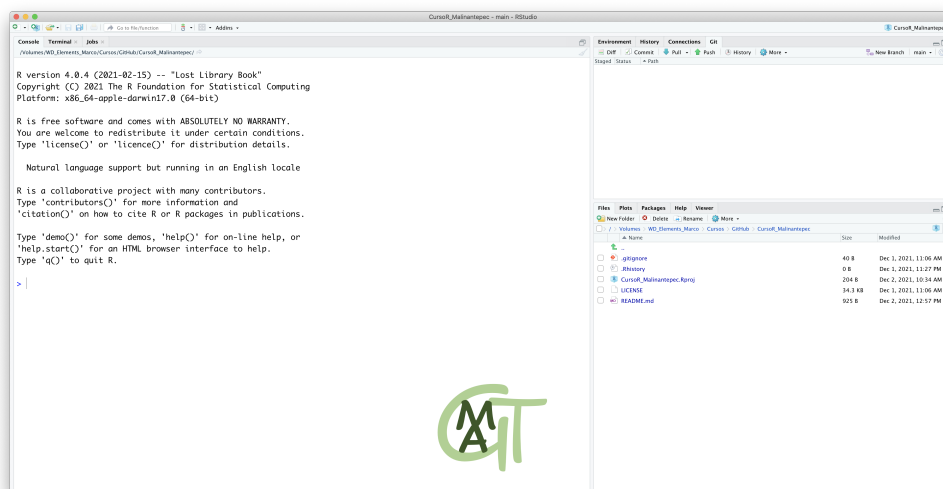 CursoR_Malinantepec - main - RStudio
Go to file/function
Addins
CursoR_Malinantepec
Console Terminal × Jobs ×
/Volumes/WD_Elements_Marco/Cursos/GitHub/CursoR_Malinantepec/
R version 4.0.4 (2021-02-15) -- "Lost Library Book"
Copyright (C) 2021 The R Foundation for Statistical Computing
Platform: x86_64-apple-darwin17.0 (64-bit)
R is free software and comes with ABSOLUTELY NO WARRANTY.
You are welcome to redistribute it under certain conditions.
Type 'license()' or 'licence()' for distribution details.
Natural language support but running in an English locale
R is a collaborative project with many contributors.
Type 'contributors()' for more information and
'citation()' on how to cite R or R packages in publications.
Type 'demo()' for some demos, 'help()' for on-line help, or
'help.start()' for an HTML browser interface to help.
Type 'q()' to quit R.
>
Environment History Connections Git
Diff Commit Pull Push History More New Branch main
Staged Status Path
Files Plots Packages Help Viewer
New Folder Delete Rename More
/ Volumes WD_Elements_Marco Cursos GitHub CursoR_Malinantepec
Name Size Modified
..
.gitignore 40 B Dec 1, 2021, 11:06 AM
.Rhistory 0 B Dec 1, 2021, 11:27 PM
CursoR_Malinantepec.Rproj 204 B Dec 2, 2021, 10:34 AM
LICENSE 34.3 KB Dec 1, 2021, 11:06 AM
README.md 925 B Dec 2, 2021, 12:57 PM
GMAT